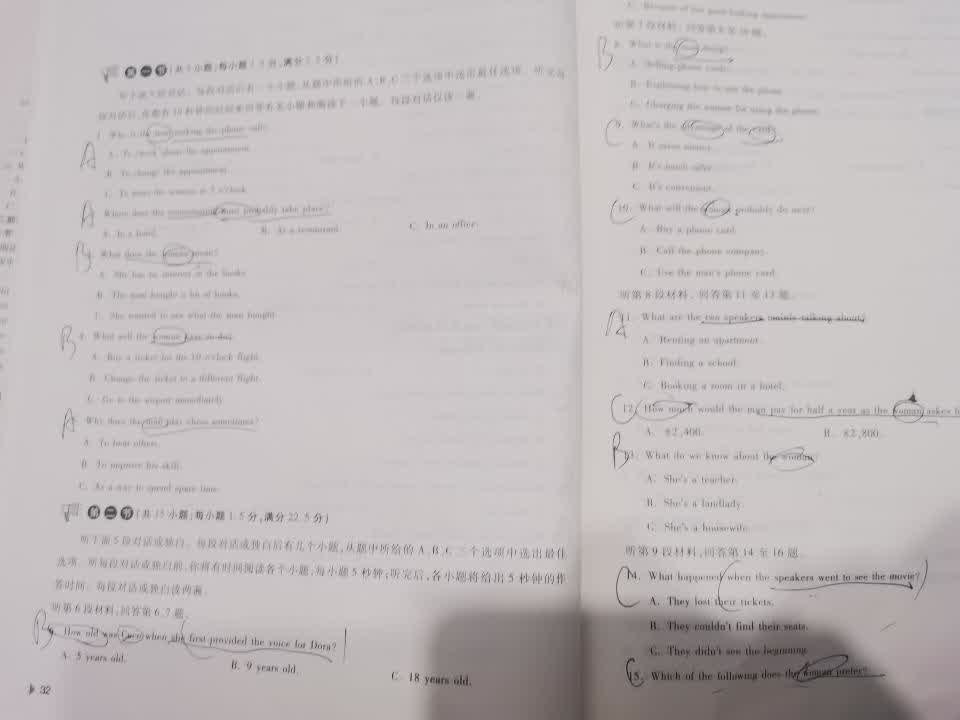 第一节(共5小题;每小题1.5分,满分7.5分)
听下面5段对话。每段对话后有一个小题,从题中所给的A、B、C三个选项中选出最佳选项。听完每
段对话后,你都有10秒钟的时间来回答有关小题和阅读下一小题。每段对话仅读一遍。
1. Why is the making the phone call?
A
A. To about the appointment.
B. To change the appointment.
C. To meet the woman at o'clock.
A
Where does the conversation most probably take place?
A. In a hotel.
B. At a restaurant.
C. In an office.
B
What does the woman mean?
A. She has no interest in the books.
B. The man bought a lot of books.
C. She wanted to see what the man bought.
B
4. What will the woman do?
A. Buy a ticket for the 10 o'clock flight.
B. Change the ticket to a different flight.
C. Go to the airport immediately.
A
Why does the man play chess sometimes?
A. To beat others.
B. To improve his skill.
C. As a way to spend spare time.
第二节(共15小题;每小题1.5分,满分22.5分)
听下面5段对话或独白。每段对话或独白后有几个小题,从题中所给的A、B、C三个选项中选出最佳
选项。听每段对话或独白前,你将有时间阅读各个小题,每小题5秒钟;听完后,各小题将给出5秒钟的作
答时间。每段对话或独白读两遍。
听第6段材料,回答第6、7题。
B
How old was when she first provided the voice for Dora?
A. 5 years old.
B. 9 years old.
C. 18 years old.
32
C. Because of
听第7段材料,回答第8至10题。
B
8. What is the doing?
A. Selling phone cards.
B. Explaining how to use the phone.
C. Charging the woman for using the phone.
C
9. What's the of the
A. It saves money.
B. It's much safer.
C. It's convenient.
C
10. What will the woman probably do next?
A. Buy a phone card.
B. Call the phone company.
C. Use the man's phone card.
听第8段材料,回答第11至13题。
A
11. What are the two speakers mainly talking about?
A. Renting an apartment.
B. Finding a school.
C. Booking a room in a hotel.
C
12. How much would the man pay for half a year as the woman asked
A. $2,400.
B. $2,800.
B
13. What do we know about the woman?
A. She's a teacher.
B. She's a landlady.
C. She's a housewife.
听第9段材料,回答第14至16题。
C
14. What happened when the speakers went to see the movie?
A. They lost their tickets.
B. They couldn't find their seats.
C. They didn't see the beginning.
C
15. Which of the following does the woman prefer?